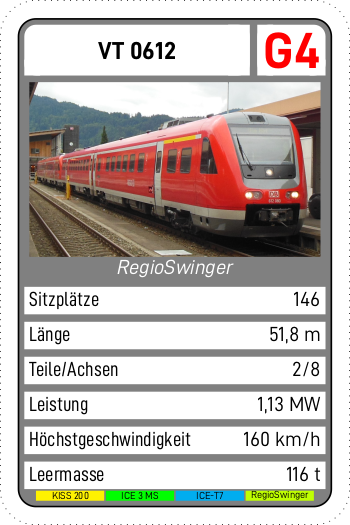 VT 0612 G4
RegioSwinger
Sitzplätze 146
Länge 51,8 m
Teile/Achsen 2/8
Leistung 1,13 MW
Höchstgeschwindigkeit 160 km/h
Leermasse 116 t
KISS 200 ICE 3 MS ICE-T7 RegioSwinger